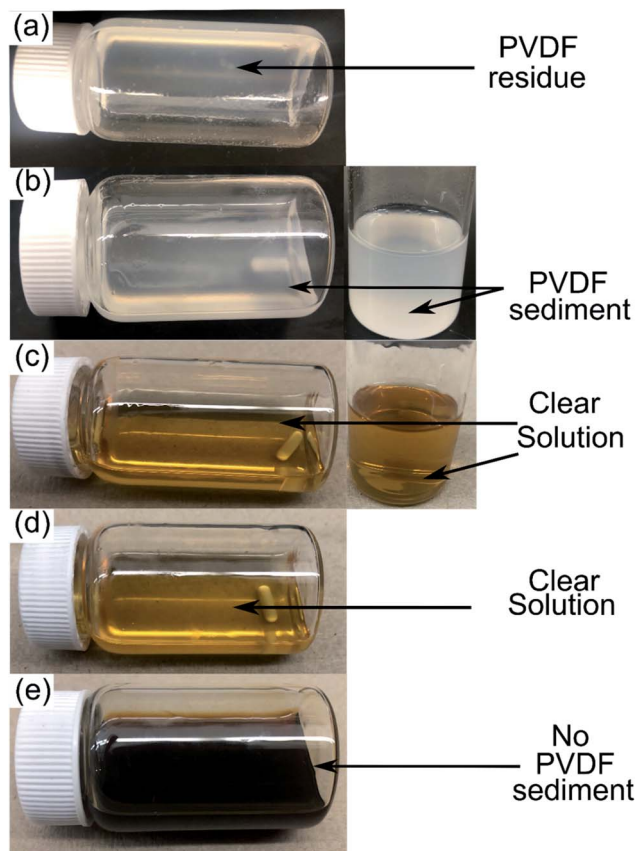 (a)
PVDF
residue
(b)
PVDF
sediment
(c)
Clear
Solution
(d)
Clear
Solution
(e)
No
PVDF
sediment